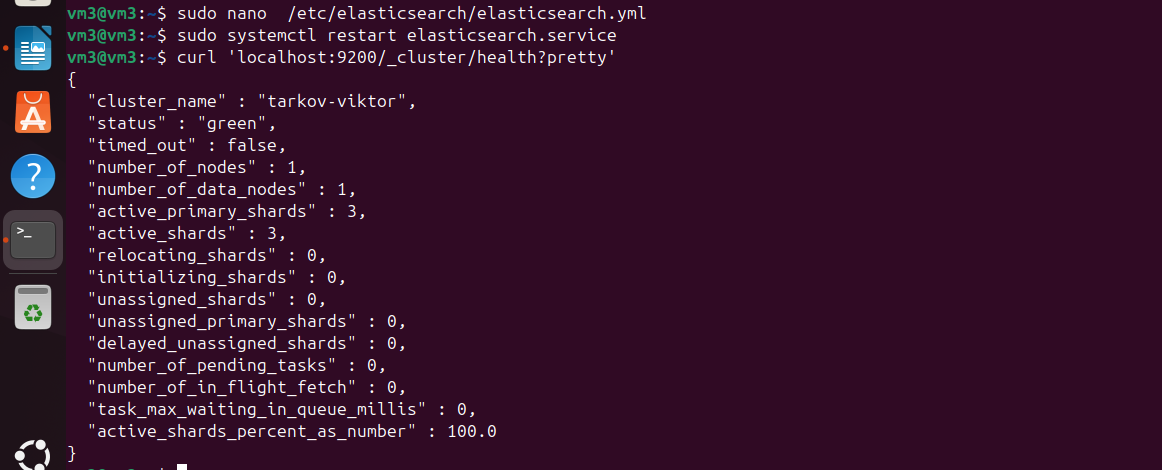 vm3@vm3:~$ sudo nano  /etc/elasticsearch/elasticsearch.yml
vm3@vm3:~$ sudo systemctl restart elasticsearch.service
vm3@vm3:~$ curl 'localhost:9200/_cluster/health?pretty'
{
  "cluster_name" : "tarkov-viktor",
  "status" : "green",
  "timed_out" : false,
  "number_of_nodes" : 1,
  "number_of_data_nodes" : 1,
  "active_primary_shards" : 3,
  "active_shards" : 3,
  "relocating_shards" : 0,
  "initializing_shards" : 0,
  "unassigned_shards" : 0,
  "unassigned_primary_shards" : 0,
  "delayed_unassigned_shards" : 0,
  "number_of_pending_tasks" : 0,
  "number_of_in_flight_fetch" : 0,
  "task_max_waiting_in_queue_millis" : 0,
  "active_shards_percent_as_number" : 100.0
}